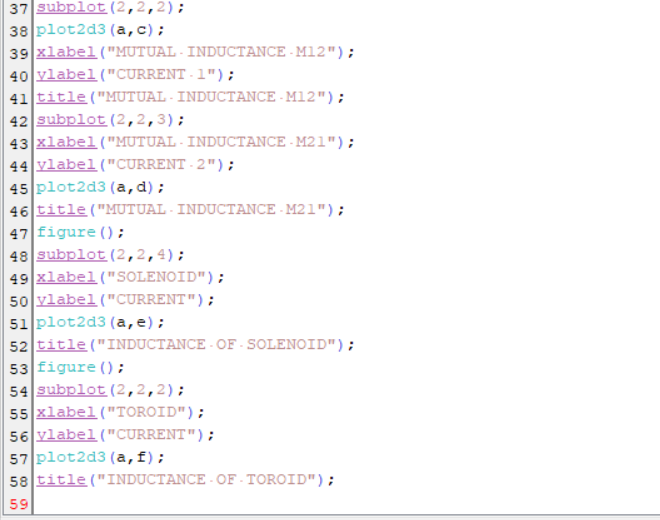 37 subplot(2,2,2);
38 plot2d3(a,c);
39 xlabel("MUTUAL INDUCTANCE M12");
40 ylabel("CURRENT 1");
41 title("MUTUAL INDUCTANCE M12");
42 subplot(2,2,3);
43 xlabel("MUTUAL INDUCTANCE M21");
44 ylabel("CURRENT 2");
45 plot2d3(a,d);
46 title("MUTUAL INDUCTANCE M21");
47 figure();
48 subplot(2,2,4);
49 xlabel("SOLENOID");
50 ylabel("CURRENT");
51 plot2d3(a,e);
52 title("INDUCTANCE OF SOLENOID");
53 figure();
54 subplot(2,2,2);
55 xlabel("TOROID");
56 ylabel("CURRENT");
57 plot2d3(a,f);
58 title("INDUCTANCE OF TOROID");
59